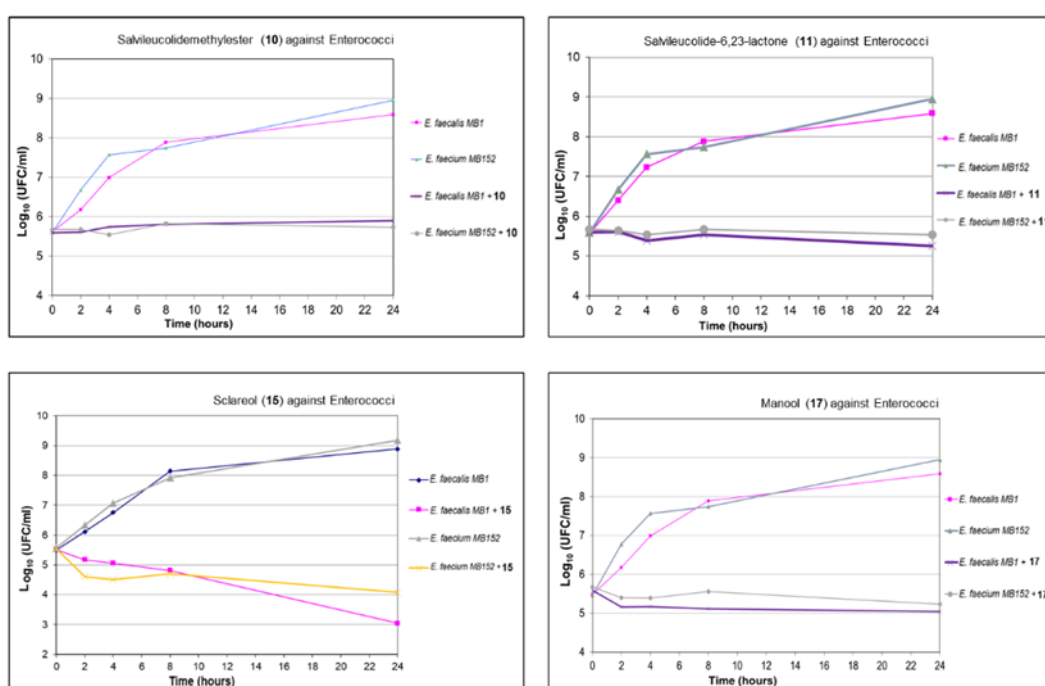 Salvileucolidemethylester (10) against Enterococci
10
9
8
7
6
5
4
Log10 (UFC/ml)
0 2 4 6 8 10 12 14 16 18 20 22 24
Time (hours)
E. faecalis MB1
E. faecium MB152
E. faecalis MB1 + 10
E. faecium MB152 + 10
Salvileucolide-6,23-lactone (11) against Enterococci
10
9
8
7
6
5
4
Log10 (UFC/ml)
0 2 4 6 8 10 12 14 16 18 20 22 24
Time (hours)
E. faecalis MB1
E. faecium MB152
E. faecalis MB1 + 11
E. faecium MB152 + 1
Sclareol (15) against Enterococci
10
9
8
7
6
5
4
3
2
Log10 (UFC/ml)
0 2 4 6 8 10 12 14 16 18 20 22 24
Time (hours)
E. faecalis MB1
E. faecalis MB1 + 15
E. faecium MB152
E. faecium MB152 + 15
Manool (17) against Enterococci
10
9
8
7
6
5
4
Log10 (UFC/ml)
0 2 4 6 8 10 12 14 16 18 20 22 24
Time (hours)
E. faecalis MB1
E. faecium MB152
E. faecalis MB1 + 17
E. faecium MB152 + 17